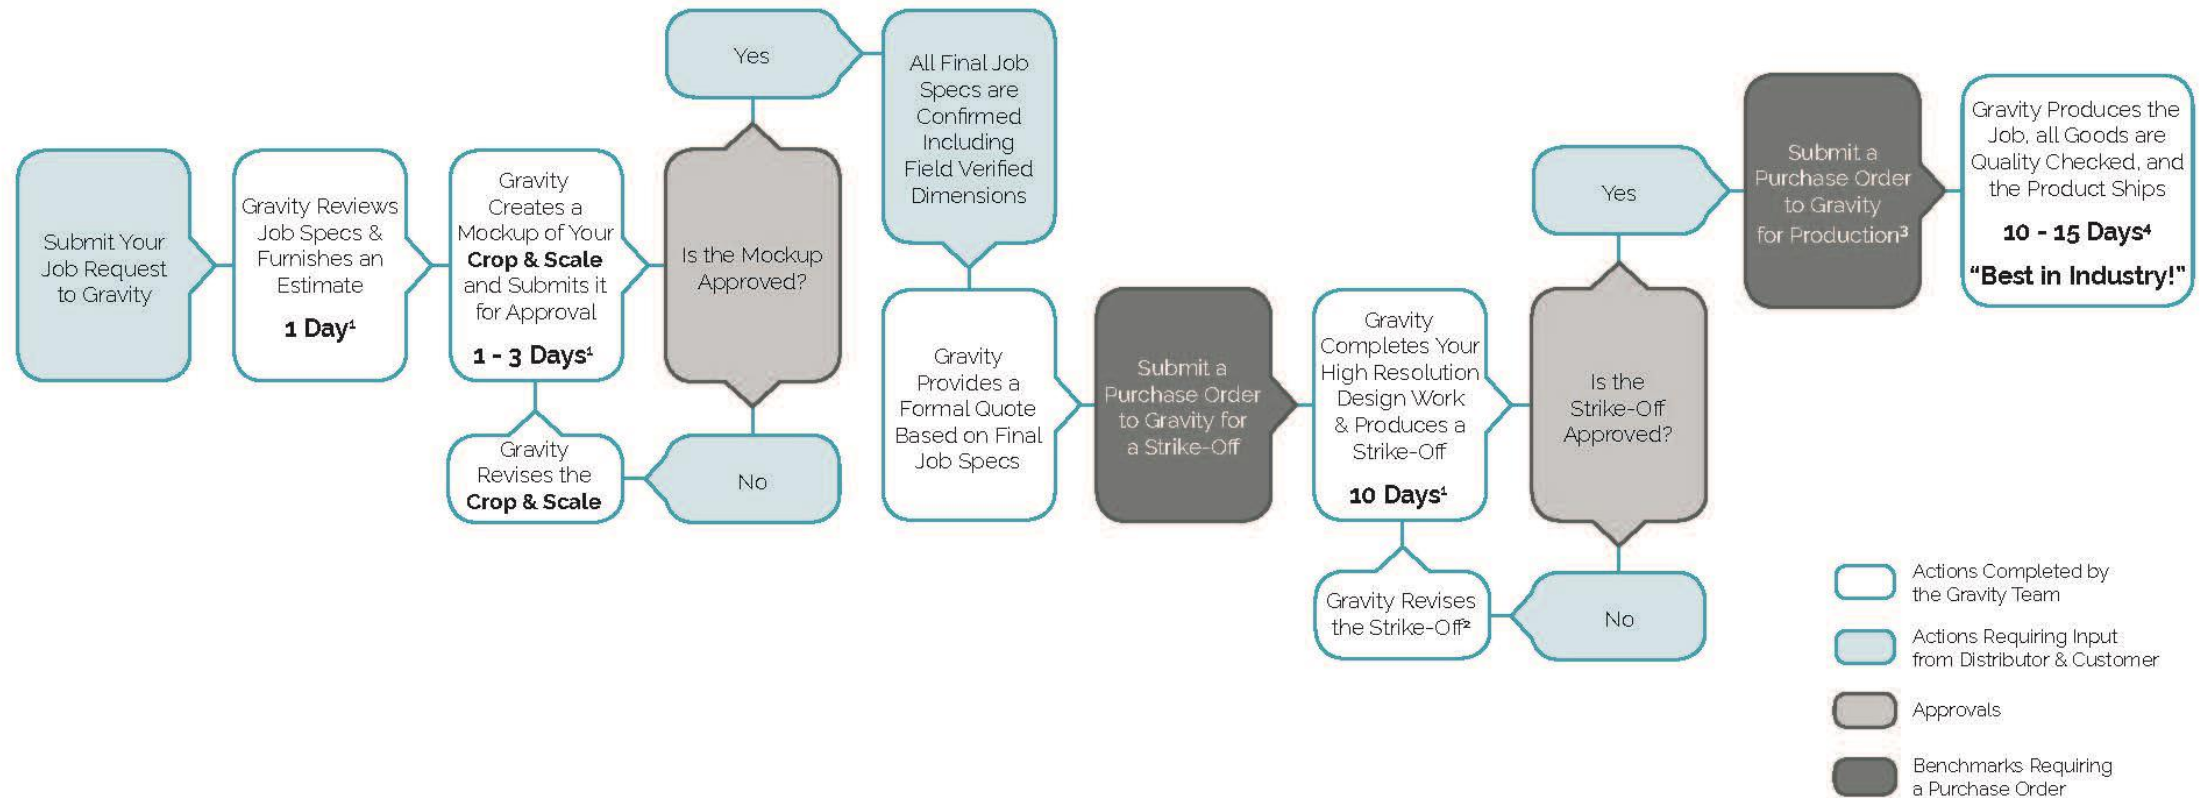 Submit Your
Job Request
to Gravity
Gravity Reviews
Job Specs &
Furnishes an
Estimate
1 Day¹
Gravity
Creates a
Mockup of Your
Crop & Scale
and Submits it
for Approval
1 - 3 Days¹
Gravity
Revises the
Crop & Scale
Is the Mockup
Approved?
Yes
No
All Final Job
Specs are
Confirmed
Including
Field Verified
Dimensions
Gravity
Provides a
Formal Quote
Based on Final
Job Specs
Submit a
Purchase Order
to Gravity for
a Strike-Off
Gravity
Completes Your
High Resolution
Design Work
& Produces a
Strike-Off
10 Days¹
Gravity Revises
the Strike-Off²
Is the
Strike-Off
Approved?
Yes
No
Submit a
Purchase Order
to Gravity
for Production³
Gravity Produces the
Job, all Goods are
Quality Checked, and
the Product Ships
10 - 15 Days⁴
“Best in Industry!”
Actions Completed by
the Gravity Team
Actions Requiring Input
from Distributor & Customer
Approvals
Benchmarks Requiring
a Purchase Order